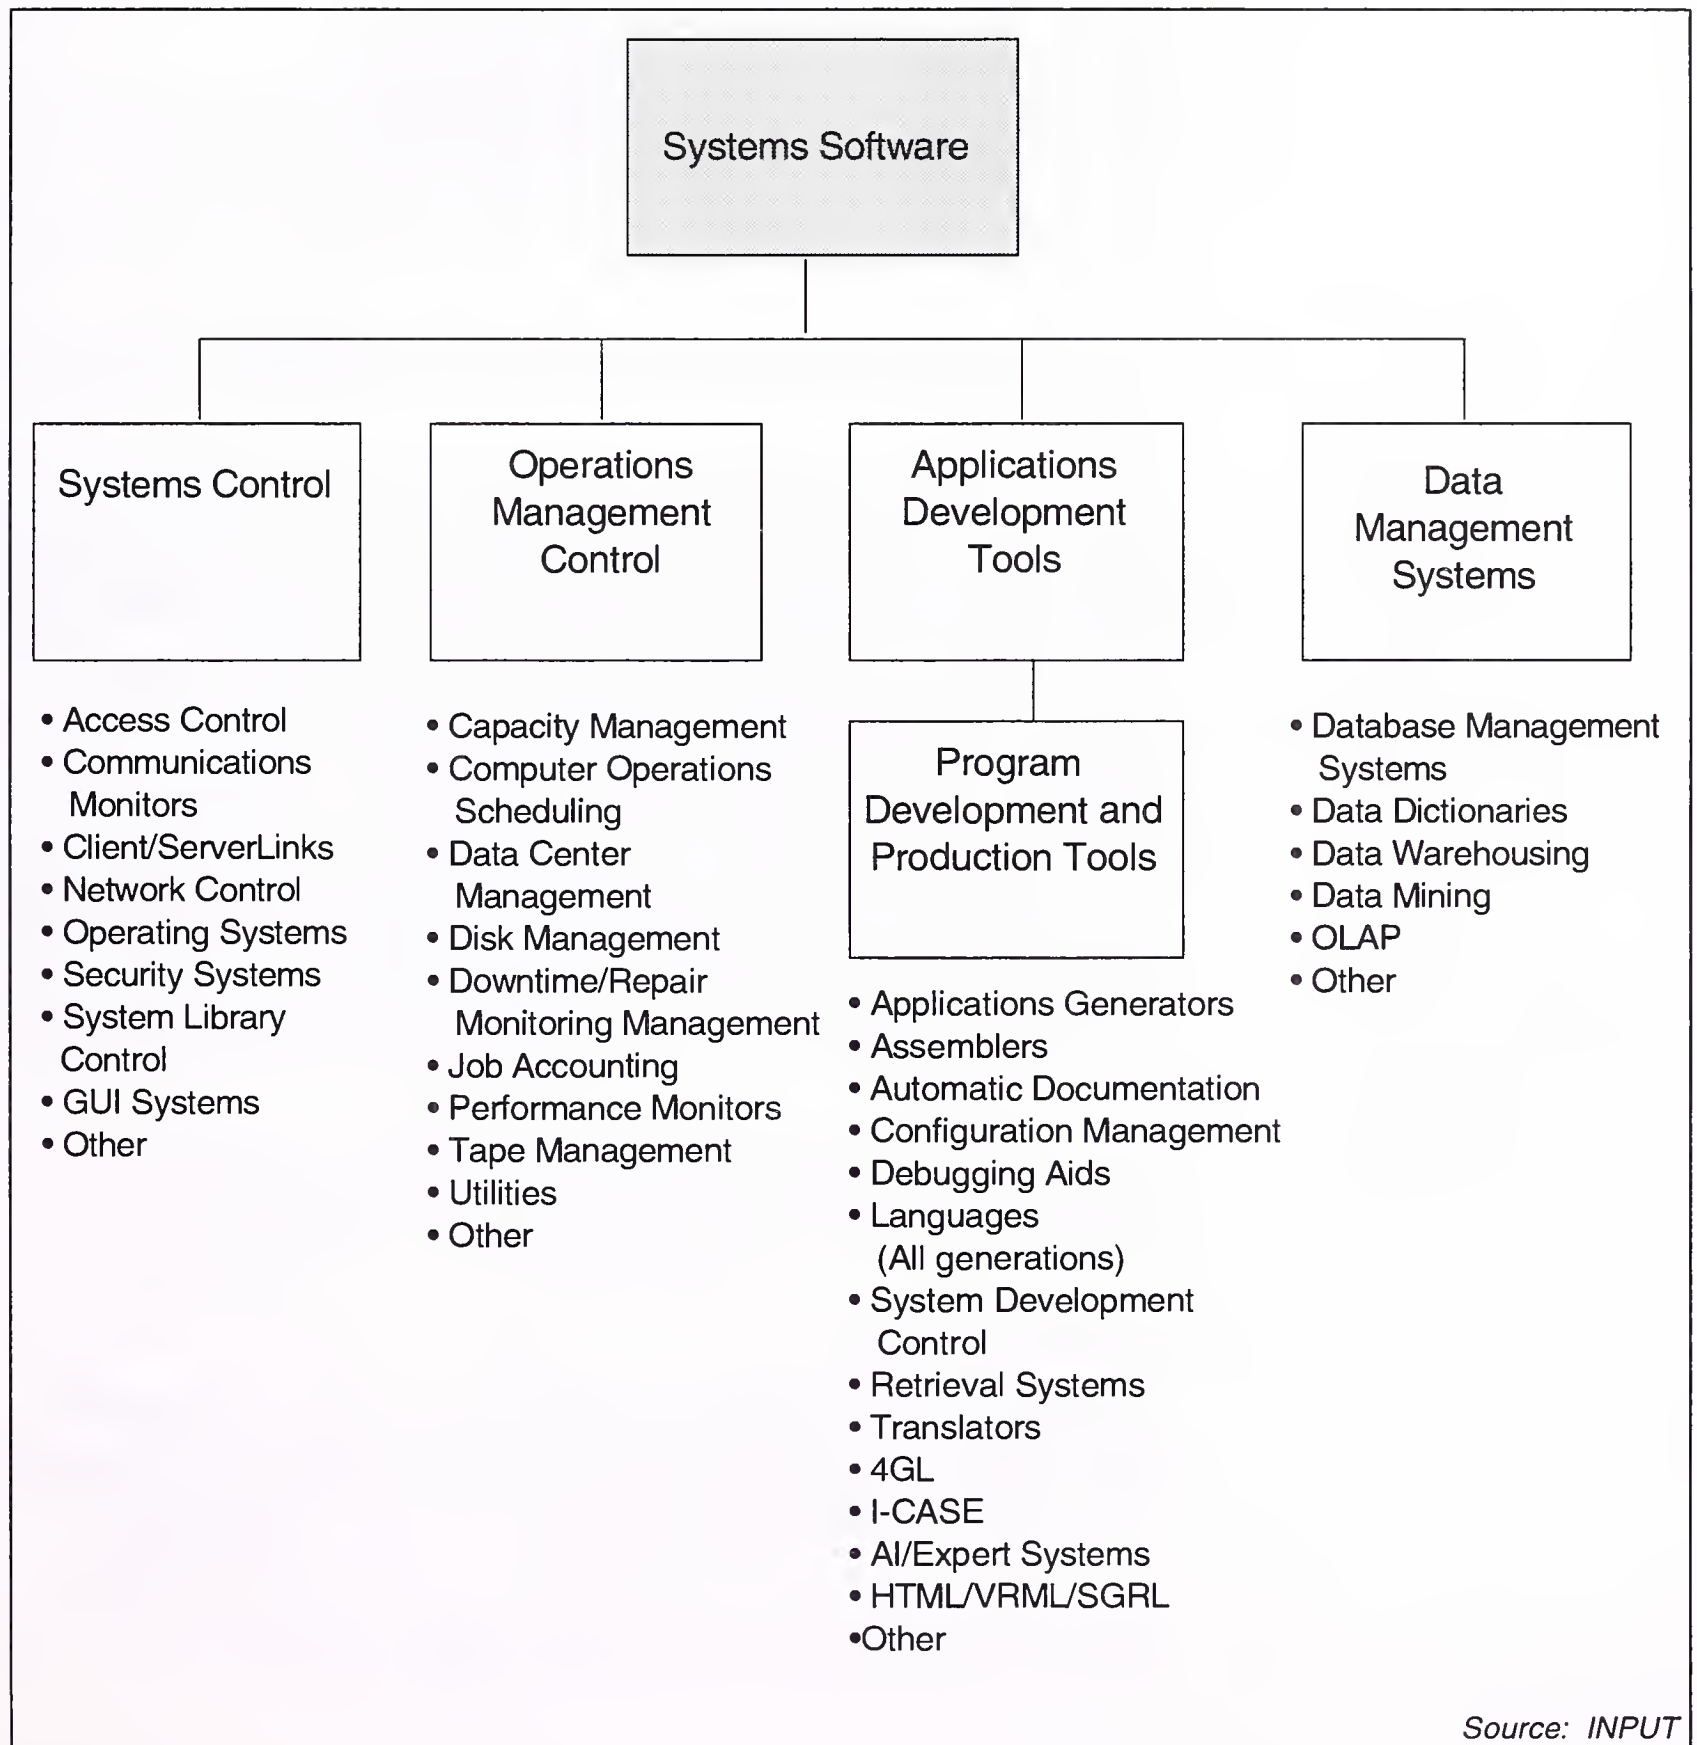 Systems Software
Systems Control
Operations
Management
Control
Applications
Development
Tools
Data
Management
Systems
• Access Control
• Communications
Monitors
• Client/ServerLinks
• Network Control
• Operating Systems
• Security Systems
• System Library
Control
• GUI Systems
• Other
• Capacity Management
• Computer Operations
Scheduling
• Data Center
Management
• Disk Management
• Downtime/Repair
Monitoring Management
• Job Accounting
• Performance Monitors
• Tape Management
• Utilities
• Other
Program
Development and
Production Tools
• Applications Generators
• Assemblers
• Automatic Documentation
• Configuration Management
• Debugging Aids
• Languages
(All generations)
• System Development
Control
• Retrieval Systems
• Translators
• 4GL
• I-CASE
• AI/Expert Systems
• HTML/VRML/SGRL
•Other
• Database Management
Systems
• Data Dictionaries
• Data Warehousing
• Data Mining
• OLAP
• Other
Source: INPUT